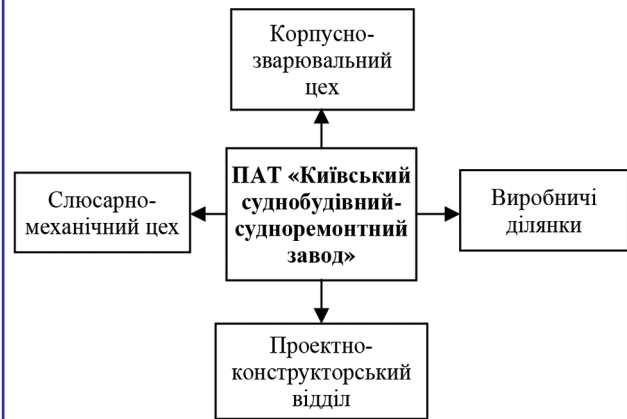 Корпусно-
зварювальний
цех
Слюсарно-
механічний цех
ПАТ «Київський
суднобудівний-
судноремонтний
завод»
Виробничі
ділянки
Проектно-
конструкторський
відділ